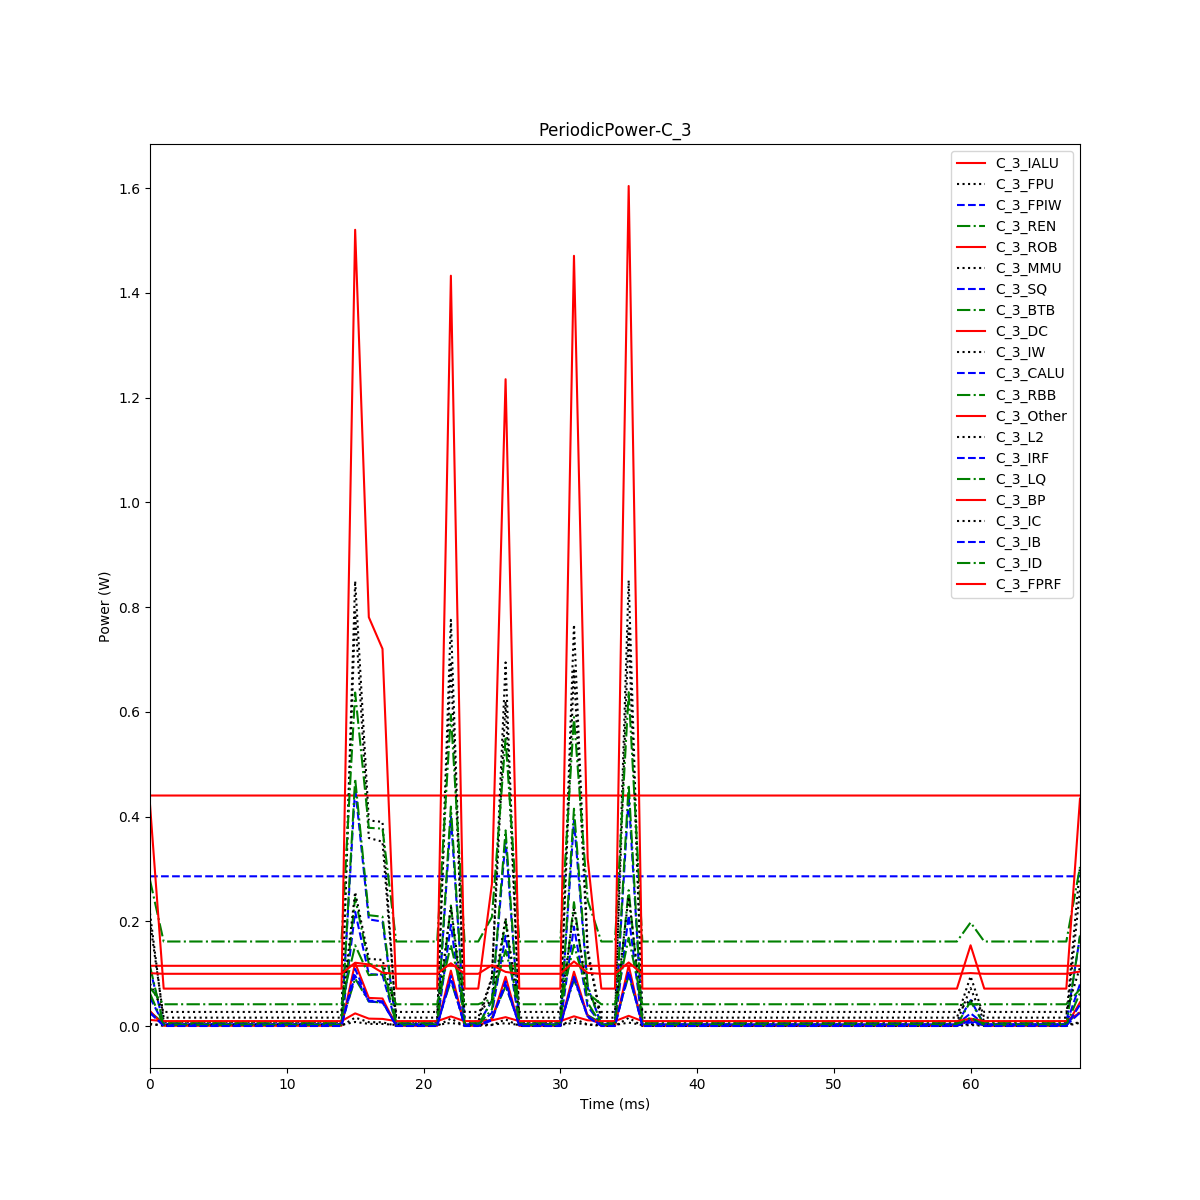 PeriodicPower-C_3
C_3_IALU
C_3_FPU
C_3_FPIW
C_3_REN
C_3_ROB
C_3_MMU
C_3_SQ
C_3_BTB
C_3_DC
C_3_IW
C_3_CALU
C_3_RBB
C_3_Other
C_3_L2
C_3_IRF
C_3_LQ
C_3_BP
C_3_IC
C_3_IB
C_3_ID
C_3_FPRF
Power (W)
1.6
1.4
1.2
1.0
0.8
0.6
0.4
0.2
0.0
0 10 20 30 40 50 60
Time (ms)